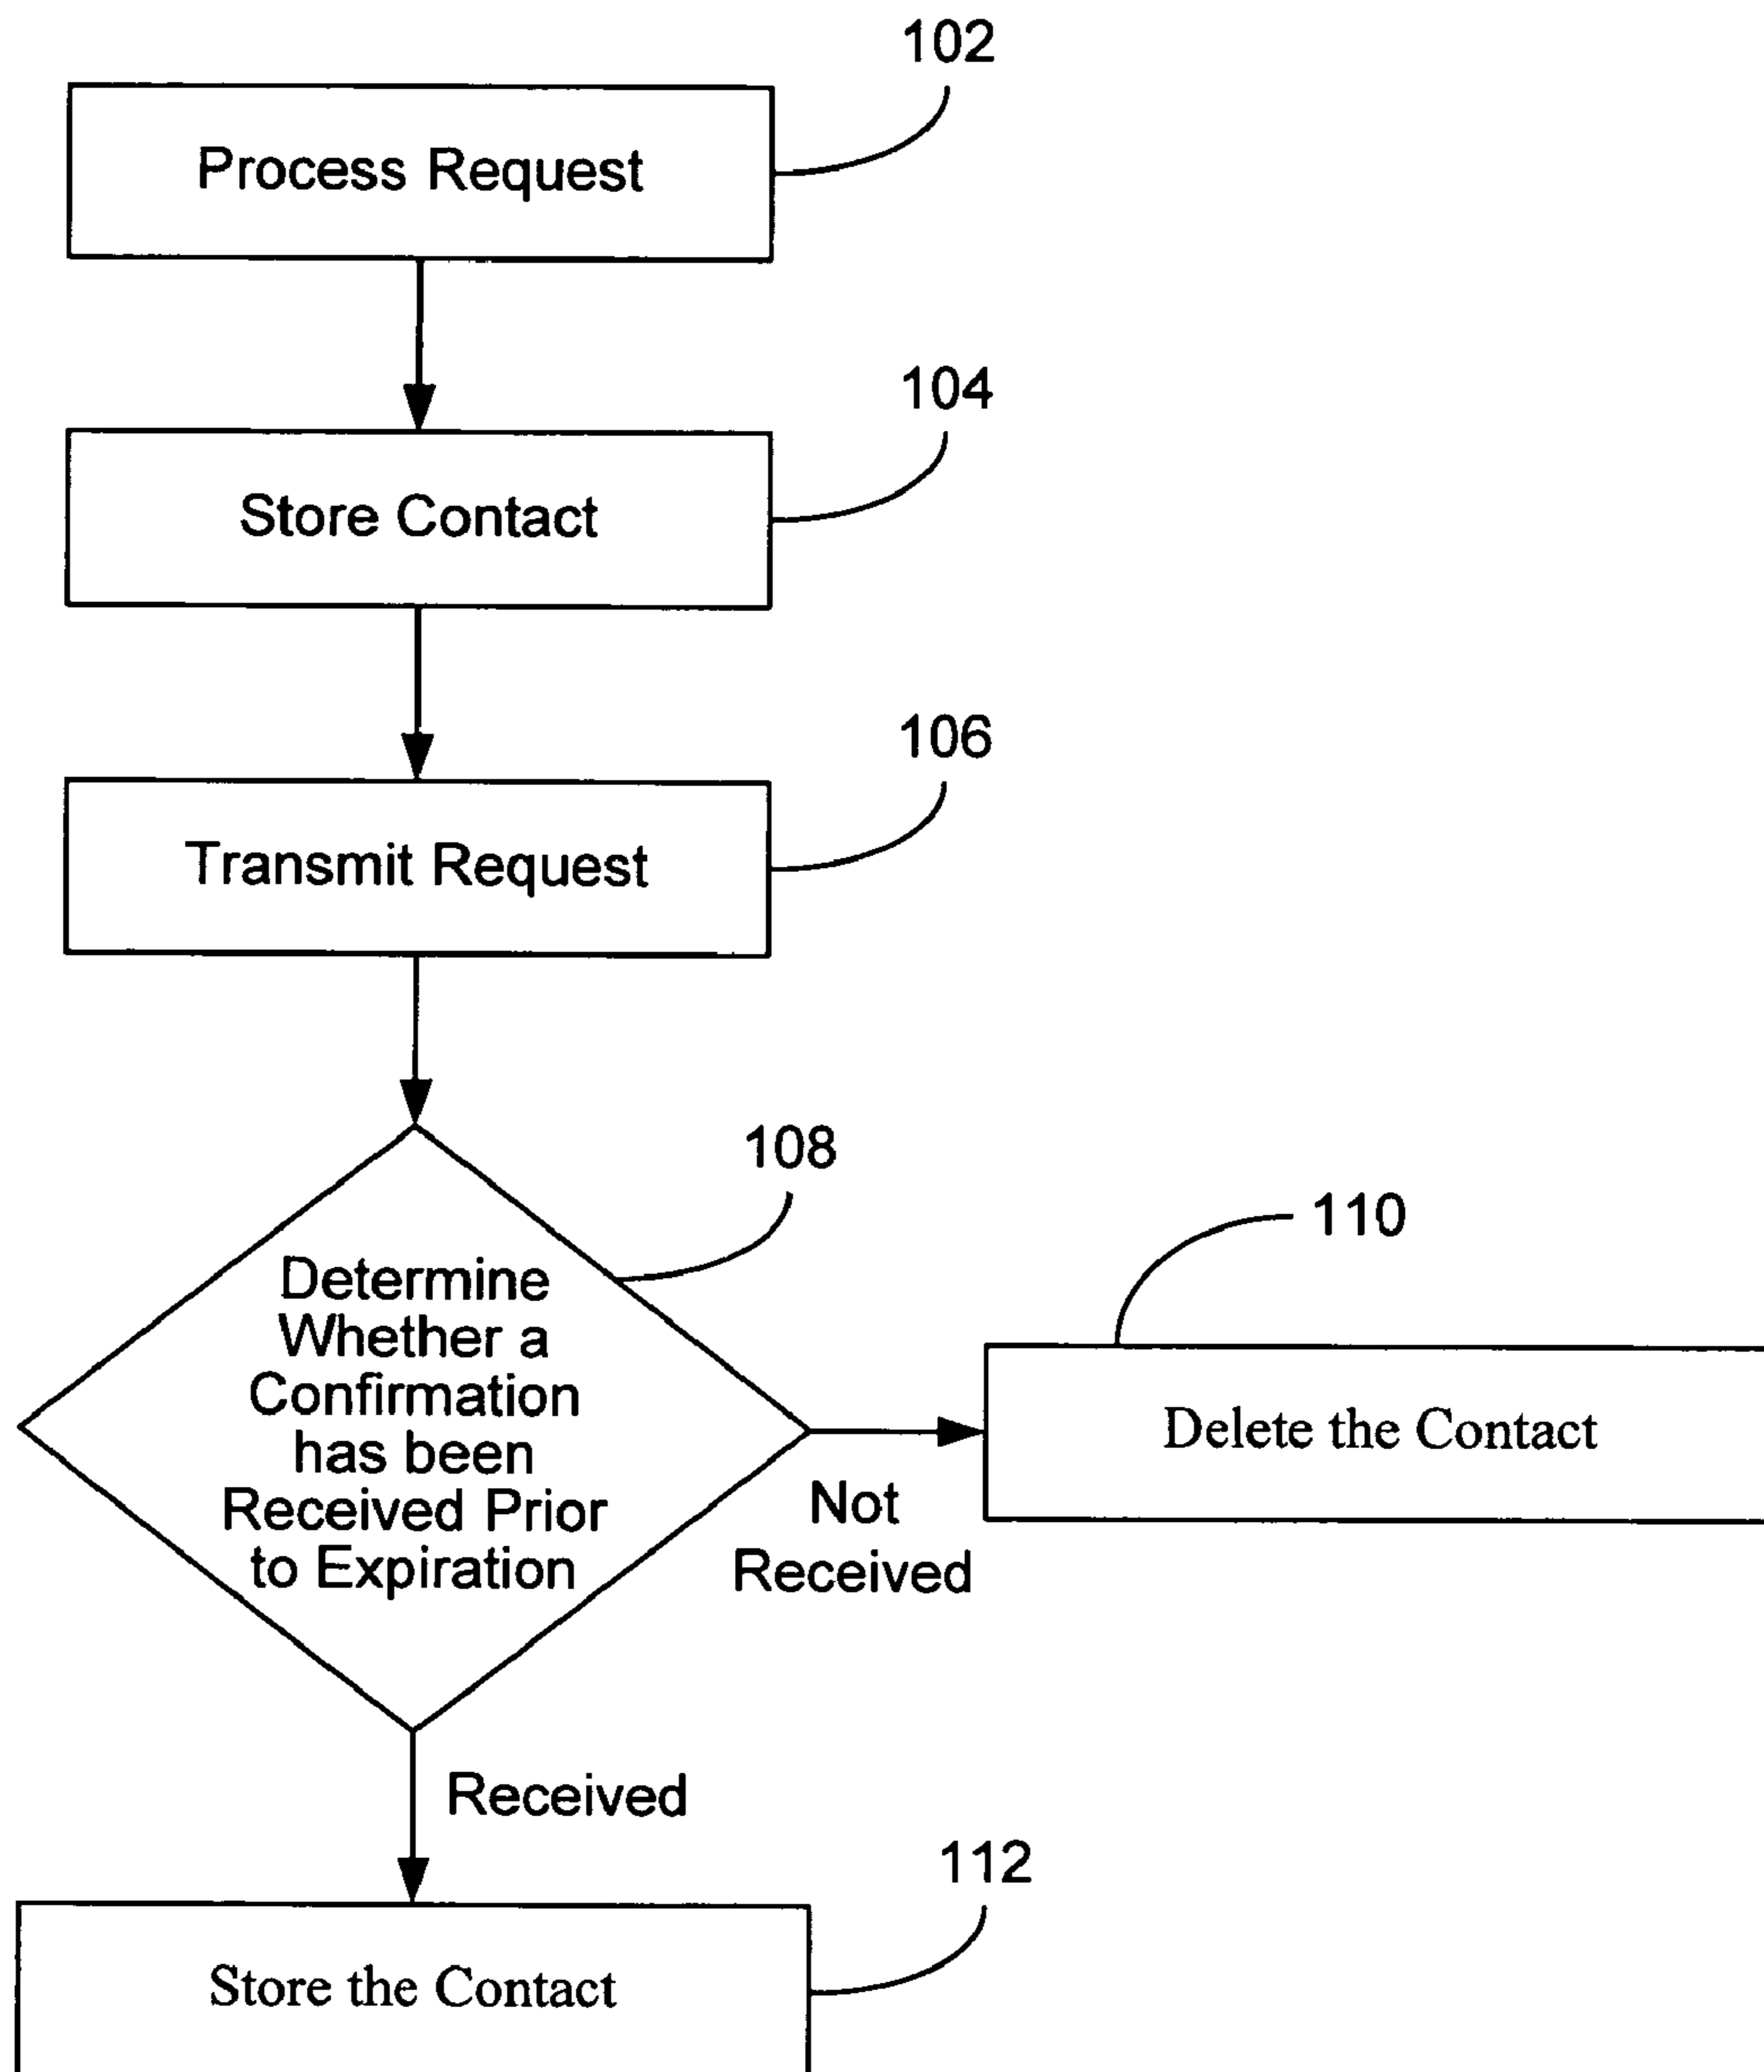 102
Process Request
104
Store Contact
106
Transmit Request
108
Determine
Whether a
Confirmation
has been
Received Prior
to Expiration
110
Delete the Contact
Not
Received
Received
112
Store the Contact